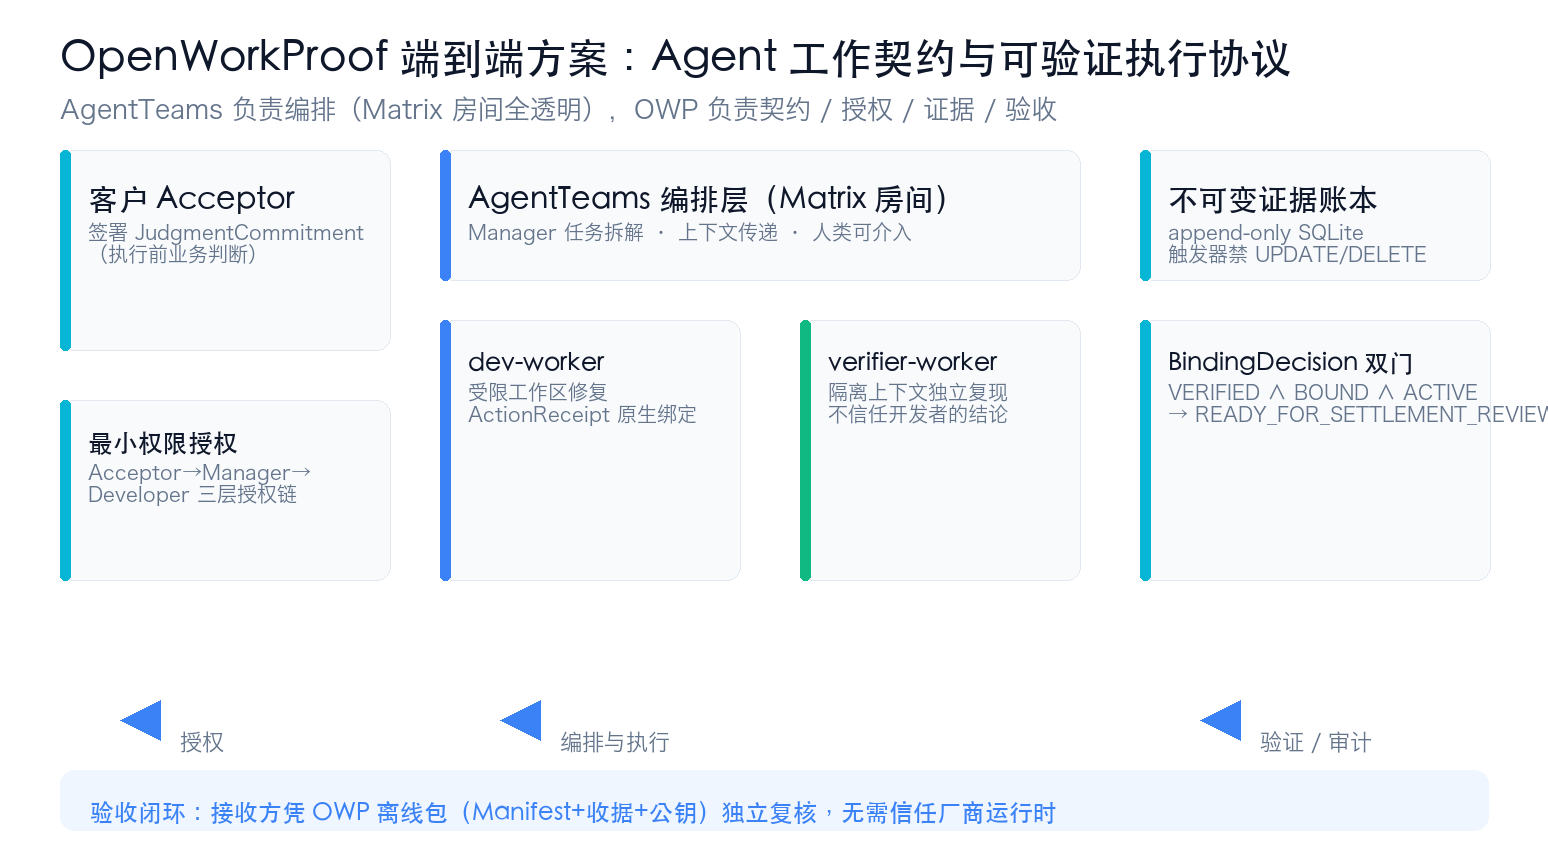 OpenWorkProof 端到端方案：Agent 工作契约与可验证执行协议
AgentTeams 负责编排（Matrix 房间全透明），OWP 负责契约 / 授权 / 证据 / 验收
客户 Acceptor
签署 JudgmentCommitment
（执行前业务判断）
AgentTeams 编排层（Matrix 房间）
Manager 任务拆解 · 上下文传递 · 人类可介入
不可变证据账本
append-only SQLite
触发器禁 UPDATE/DELETE
最小权限授权
Acceptor→Manager→
Developer 三层授权链
dev-worker
受限工作区修复
ActionReceipt 原生绑定
verifier-worker
隔离上下文独立复现
不信任开发者的结论
BindingDecision 双门
VERIFIED ∧ BOUND ∧ ACTIVE
→ READY_FOR_SETTLEMENT_REVIEW
授权
编排与执行
验证 / 审计
验收闭环：接收方凭 OWP 离线包（Manifest+收据+公钥）独立复核，无需信任厂商运行时